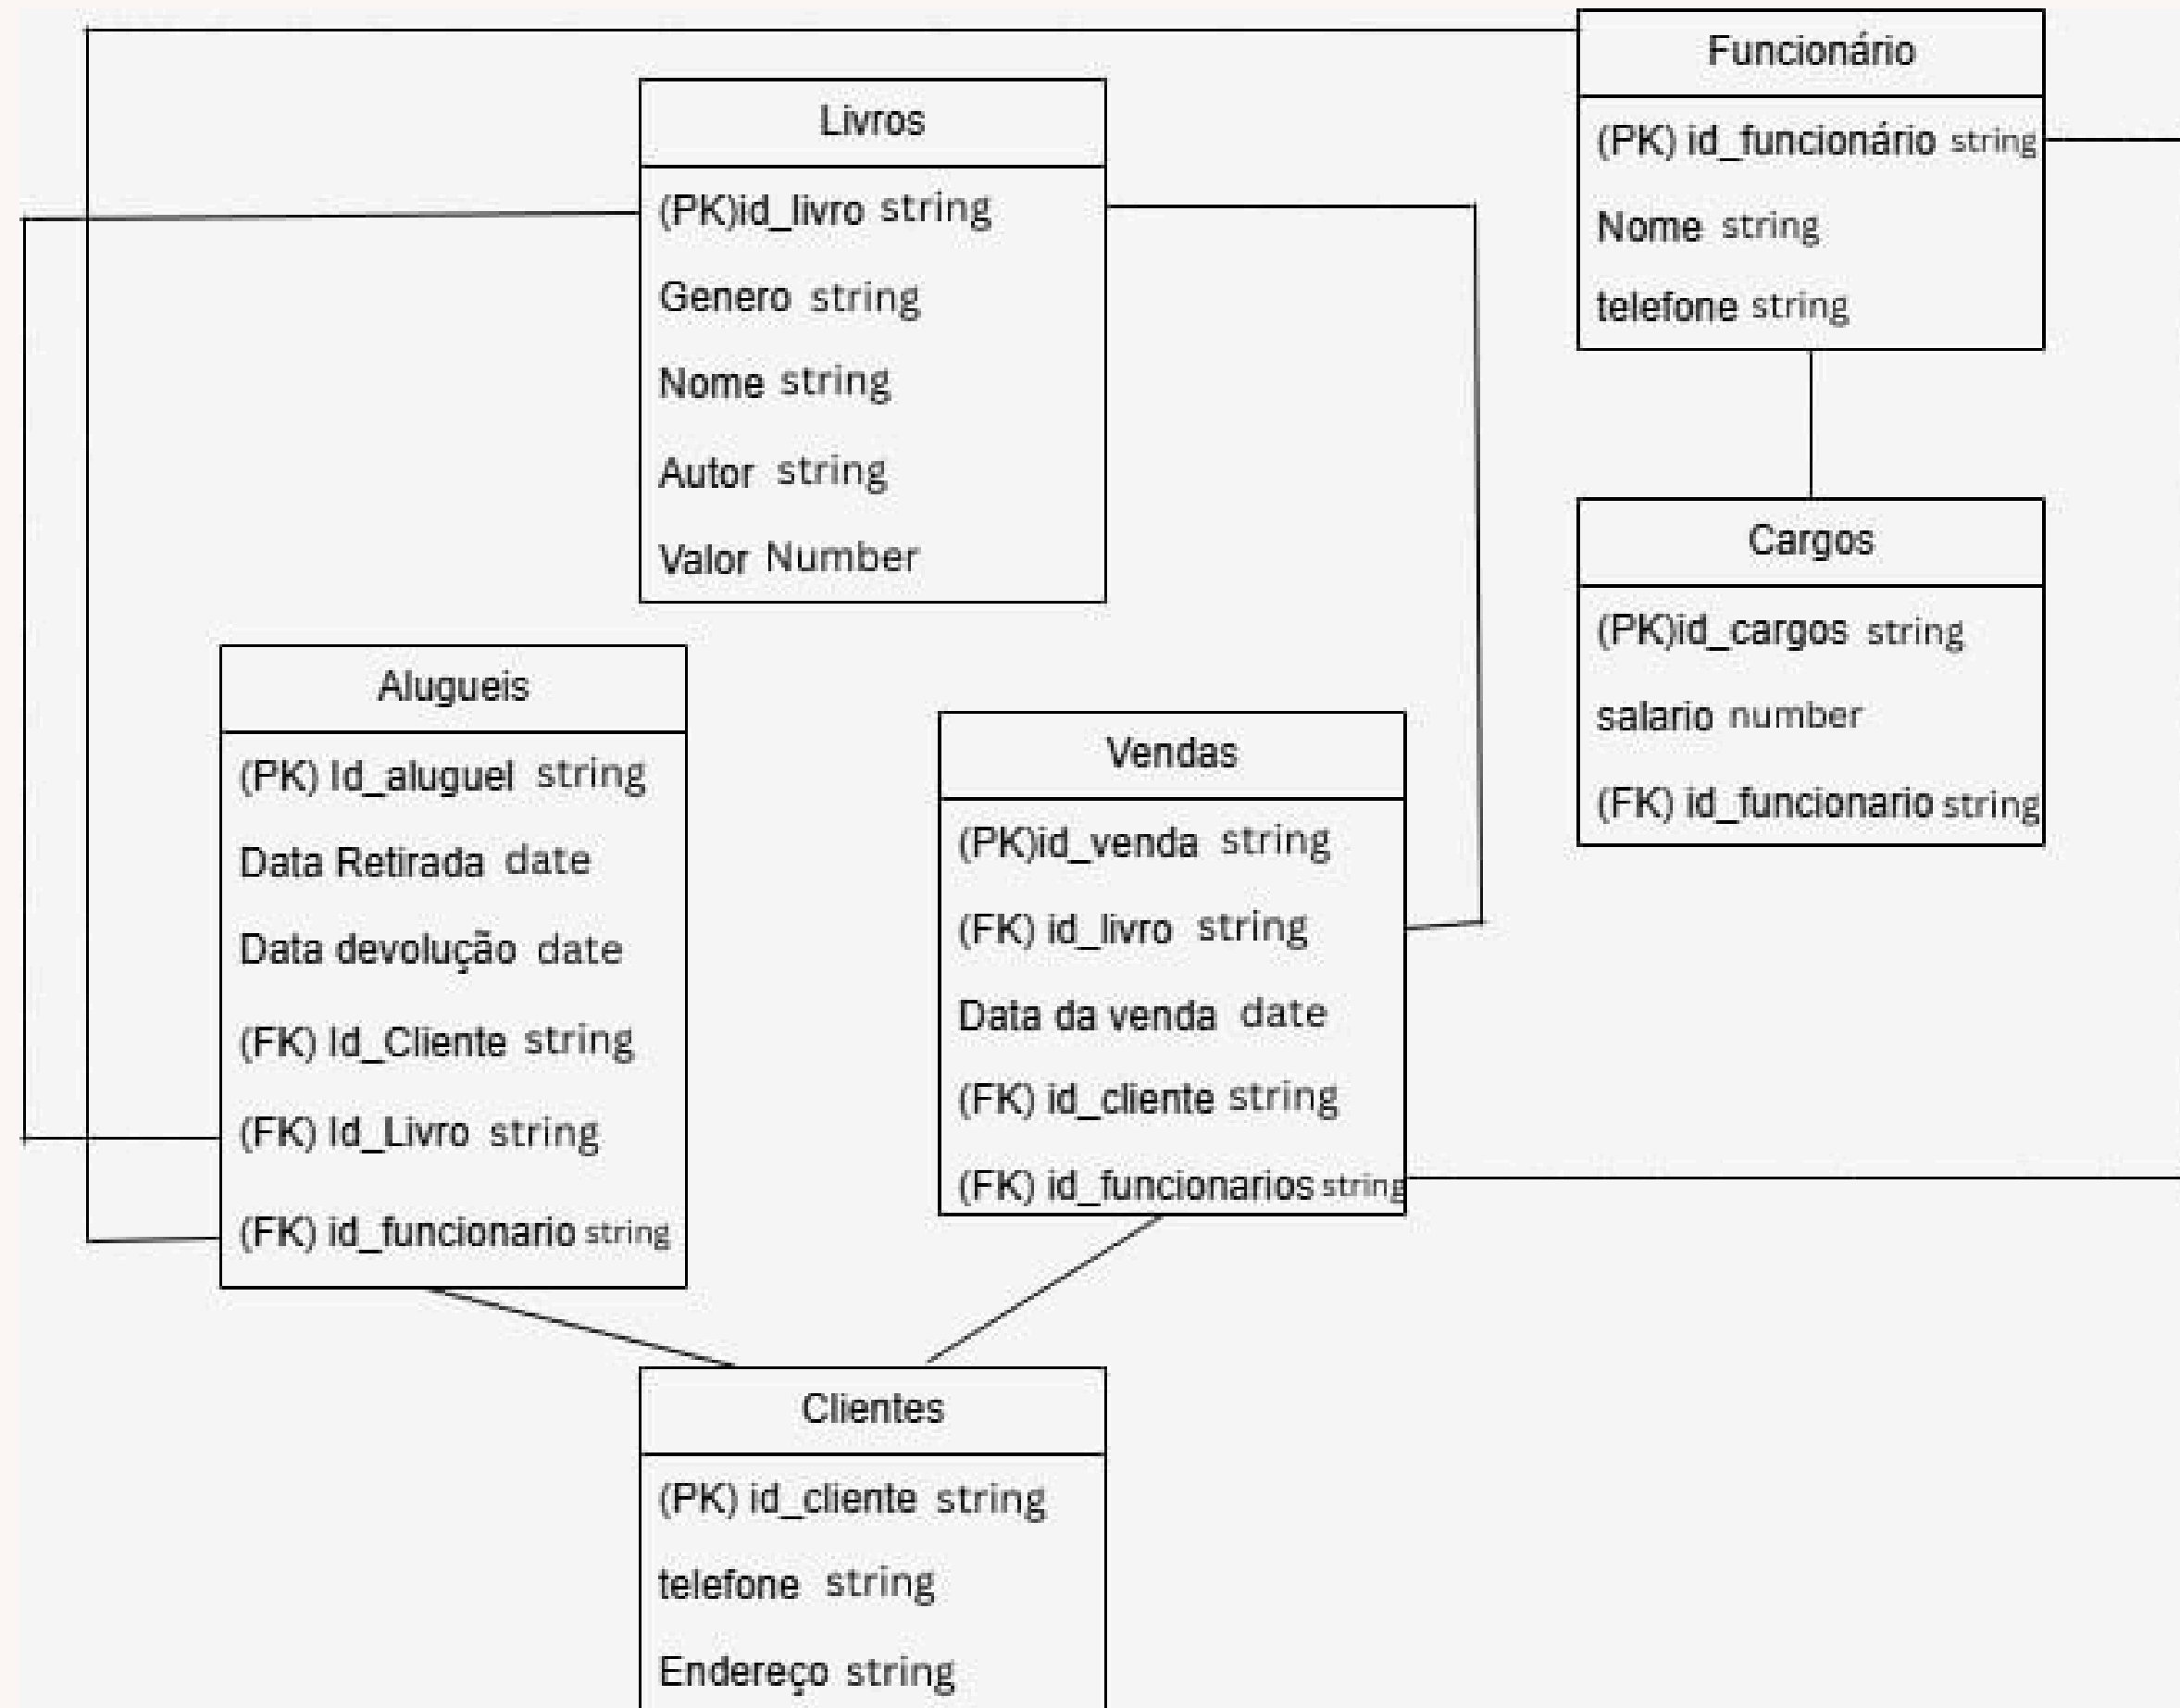 Funcionário
(PK) id_funcionário string
Nome string
telefone string
Livros
(PK)id_livro string
Genero string
Nome string
Autor string
Valor Number
Cargos
(PK)id_cargos string
salario number
(FK) id_funcionario string
Alugueis
(PK) Id_aluguel string
Data Retirada date
Data devolução date
(FK) Id_Cliente string
(FK) Id_Livro string
(FK) id_funcionario string
Vendas
(PK)id_venda string
(FK) id_livro string
Data da venda date
(FK) id_cliente string
(FK) id_funcionarios string
Clientes
(PK) id_cliente string
telefone string
Endereço string